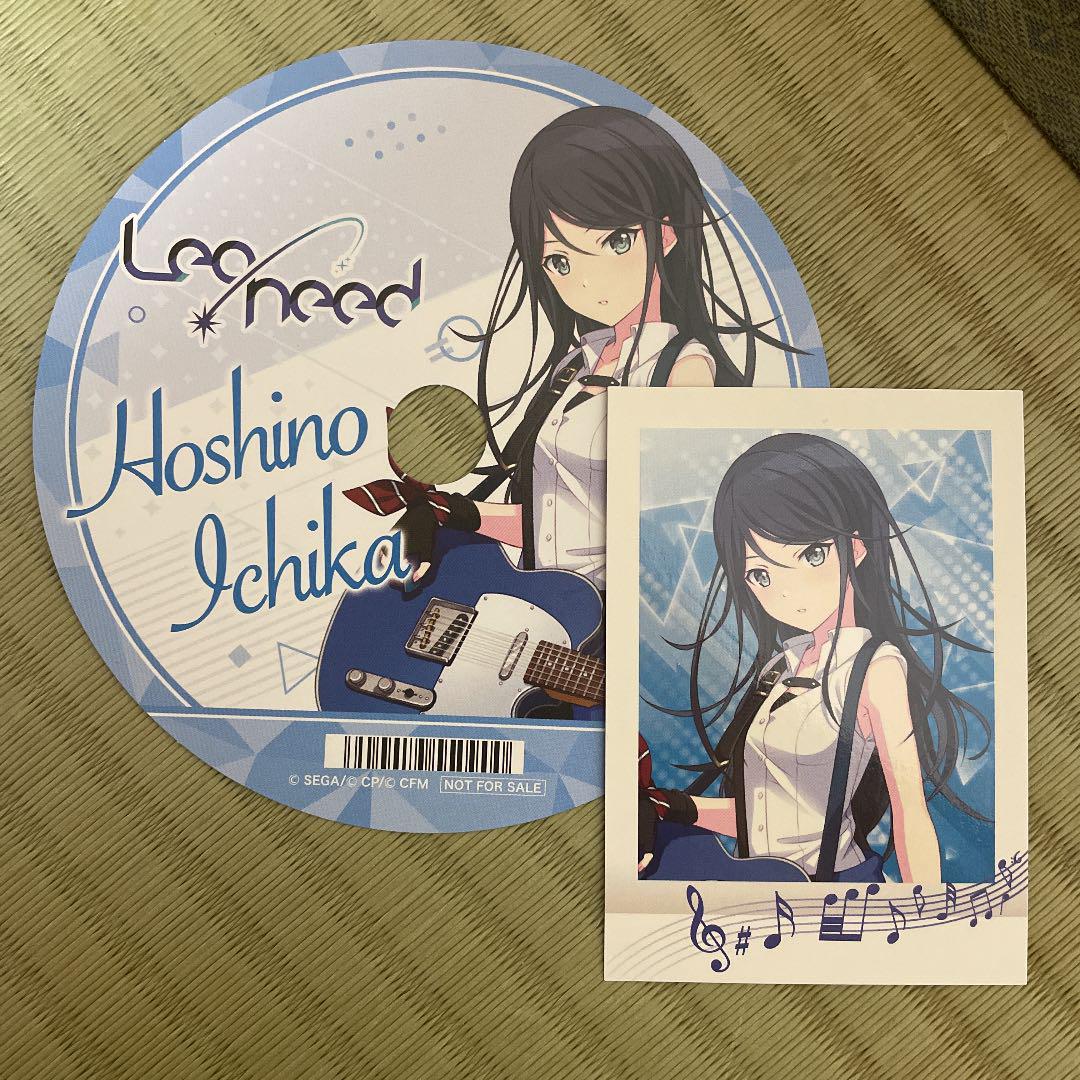 Leo/need
Hoshino
Ichika
© SEGA/© CP/© CFM NOT FOR SALE